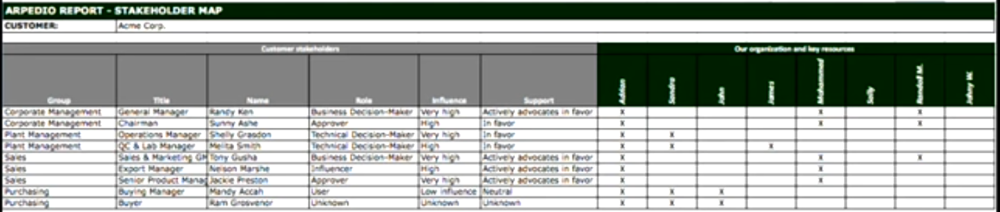 ARPEDIO REPORT - STAKEHOLDER MAP
CUSTOMER: Acme Corp.
Customer stakeholders Our organization and key resources
Group Title Name Role Influence Support Adrian Sandra John James Mohammed Sally Randall M. Johny W.
Corporate Management General Manager Randy Ken Business Decision-Maker Very high Actively advocates in favor X X X
Corporate Management Chairman Sunny Ashe Approver High In favor X X X
Plant Management Operations Manager Shelly Grasdon Technical Decision-Maker Very high In favor X X
Plant Management QC & Lab Manager Melita Smith Technical Decision-Maker High In favor X X X
Sales Sales & Marketing GM Tony Gusha Business Decision-Maker Very high Actively advocates in favor X X X
Sales Export Manager Nelson Marshe Influencer High Actively advocates in favor X X
Sales Senior Product Manag Jackie Preston Approver Very high Actively advocates in favor X X
Purchasing Buying Manager Mandy Accah User Low influence Neutral X X X
Purchasing Buyer Ram Grosvenor Unknown Unknown Unknown X X X